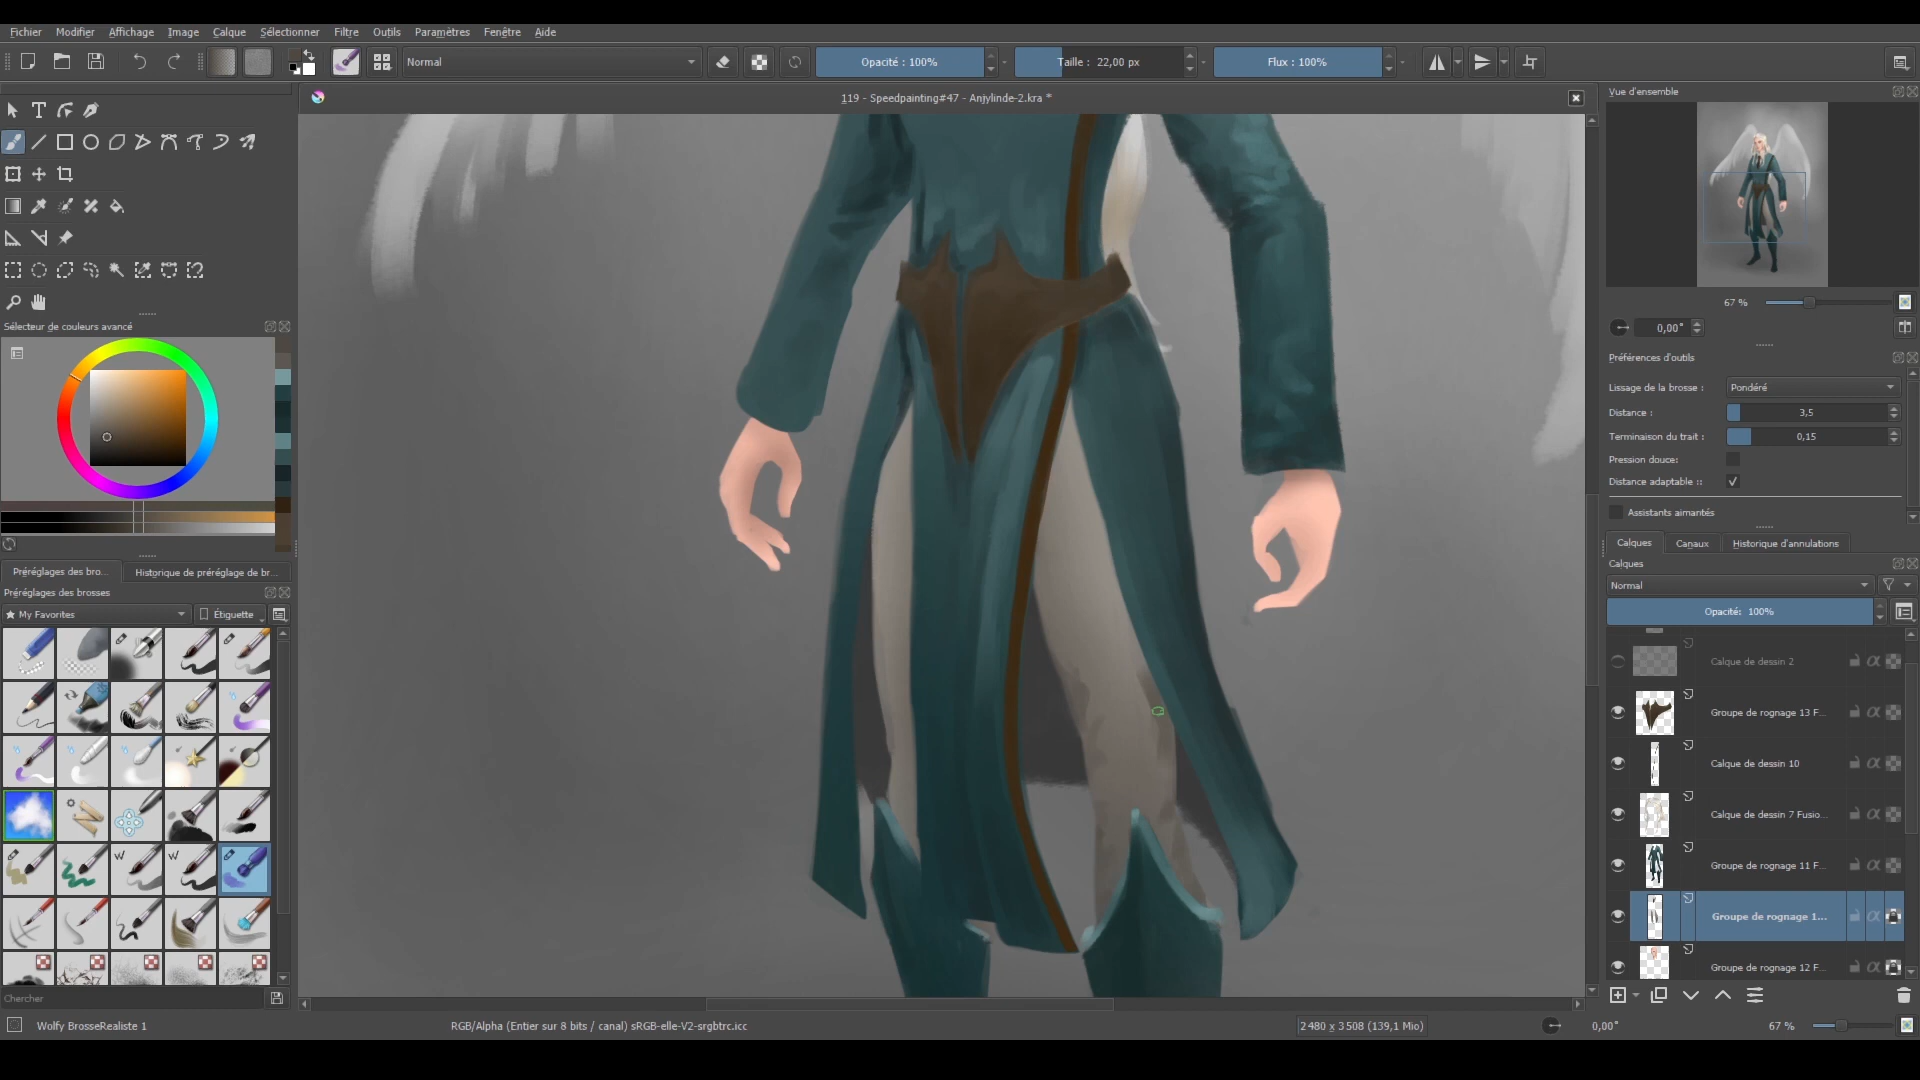 Fichier Modifier Affichage Image Calque Sélectionner Filtre Outils Paramètres Fenêtre Aide
Normal
Opacité : 100%
Taille : 22,00 px
Flux : 100%
119 - Speedpainting#47 - Anjylinde-2.kra *
Vue d'ensemble
67 %
0,00°
Préférences d'outils
Lissage de la brosse : Pondéré
Distance : 3,5
Terminaison du trait : 0,15
Pression douce:
Distance adaptable ::
Assistants aimantés
Calques Canaux Historique d'annulations
Calques
Normal
Opacité: 100%
Calque de dessin 2
Groupe de rognage 13 F...
Calque de dessin 10
Calque de dessin 7 Fusio...
Groupe de rognage 11 F...
Groupe de rognage 1...
Groupe de rognage 12 F...
Sélecteur de couleurs avancé
Préréglages des bro... Historique de préréglage de br...
Préréglages des brosses
My Favorites Étiquette
W W
Chercher
Wolfy BrosseRealiste 1
RGB/Alpha (Entier sur 8 bits / canal) sRGB-elle-V2-srgbtrc.icc
2 480 x 3 508 (139,1 Mio)
0,00°
67 %